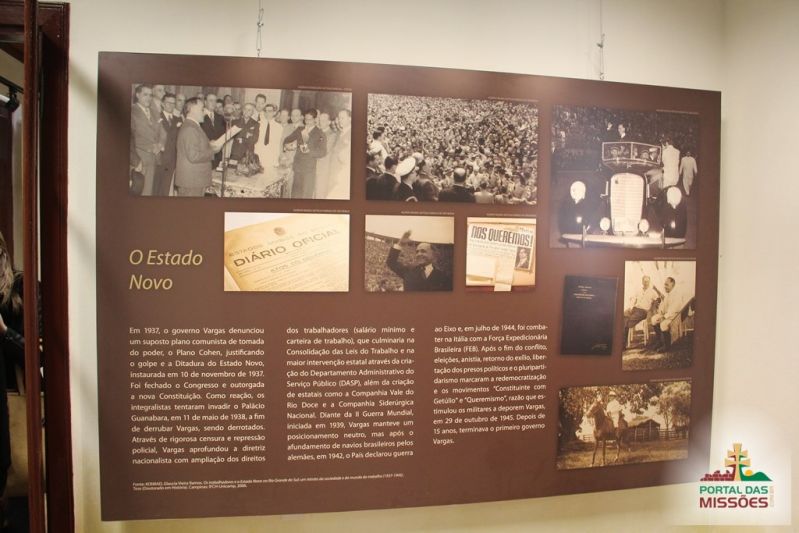 DIÁRIO OFICIAL
NOS QUEREMOS!
O Estado
Novo
Em 1937, o governo Vargas denunciou
um suposto plano comunista de tomada
do poder, o Plano Cohen, justificando
o golpe e a Ditadura do Estado Novo,
instaurada em 10 de novembro de 1937.
Foi fechado o Congresso e outorgada
a nova Constituição. Como reação, os
integralistas tentaram invadir o Palácio
Guanabara, em 11 de maio de 1938, a fim
de derrubar Vargas, sendo derrotados.
Através de rigorosa censura e repressão
policial, Vargas aprofundou a diretriz
nacionalista com ampliação dos direitos
dos trabalhadores (salário mínimo e
carteira de trabalho), que culminaria na
Consolidação das Leis do Trabalho e na
maior intervenção estatal através da cria-
ção do Departamento Administrativo do
Serviço Público (DASP), além da criação
de estatais como a Companhia Vale do
Rio Doce e a Companhia Siderúrgica
Nacional. Diante da II Guerra Mundial,
iniciada em 1939, Vargas manteve um
posicionamento neutro, mas após o
afundamento de navios brasileiros pelos
alemães, em 1942, o País declarou guerra
ao Eixo e, em julho de 1944, foi comba-
ter na Itália com a Força Expedicionária
Brasileira (FEB). Após o fim do conflito,
eleições, anistia, retorno do exílio, liber-
tação dos presos políticos e o pluriparti-
darismo marcaram a redemocratização
e os movimentos "Constituinte com
Getúlio" e "Queremismo", razão que es-
timulou os militares a deporem Vargas,
em 29 de outubro de 1945. Depois de
15 anos, terminava o primeiro governo
Vargas.
PORTAL DAS
MISSÕES
.COM.BR